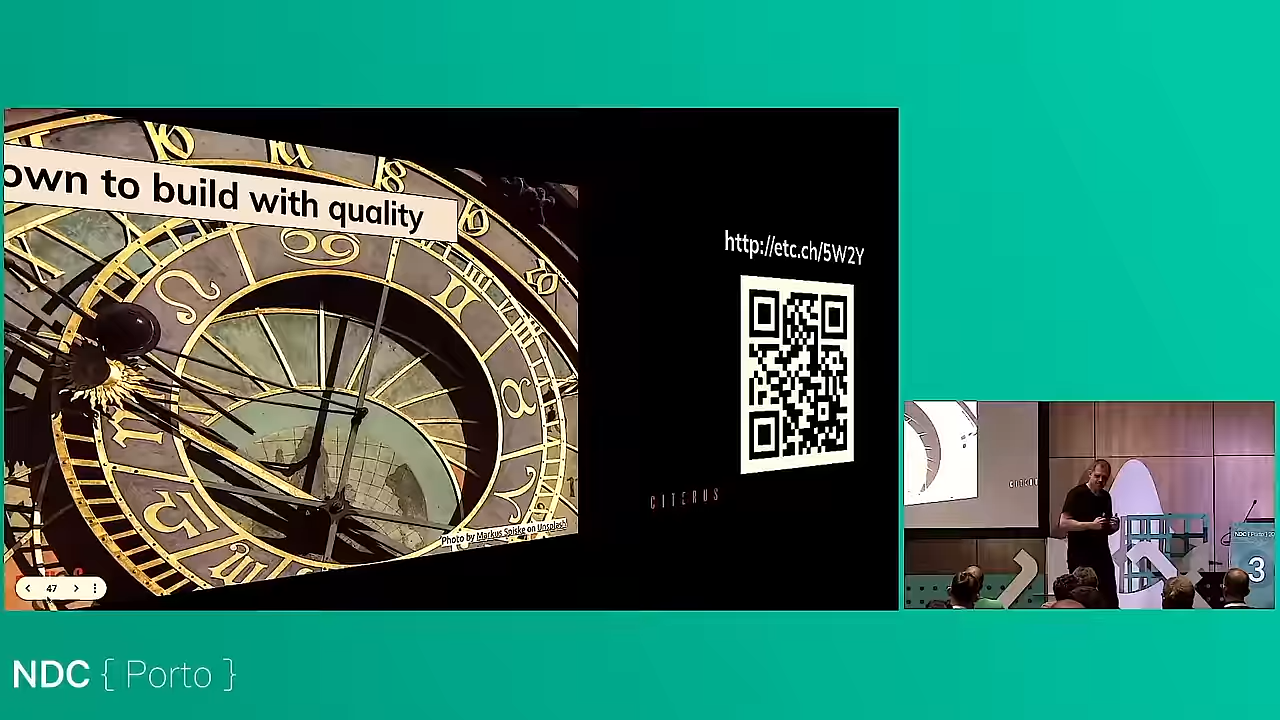 own to build with quality
http://etc.ch/5W2Y
CITERUS
Photo by Markus Spiske on Unsplash
47
3
NDC { Porto }